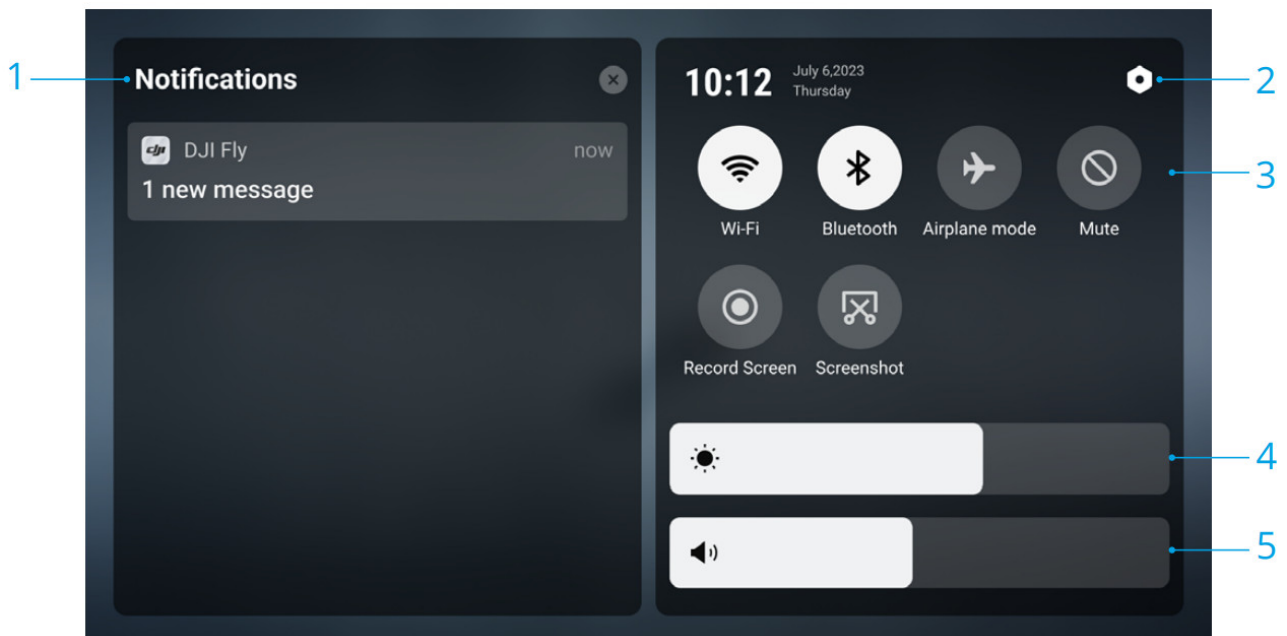 1
Notifications
dji DJI Fly now
1 new message
10:12
July 6,2023
Thursday
2
Wi-Fi Bluetooth Airplane mode Mute
3
Record Screen Screenshot
4
5